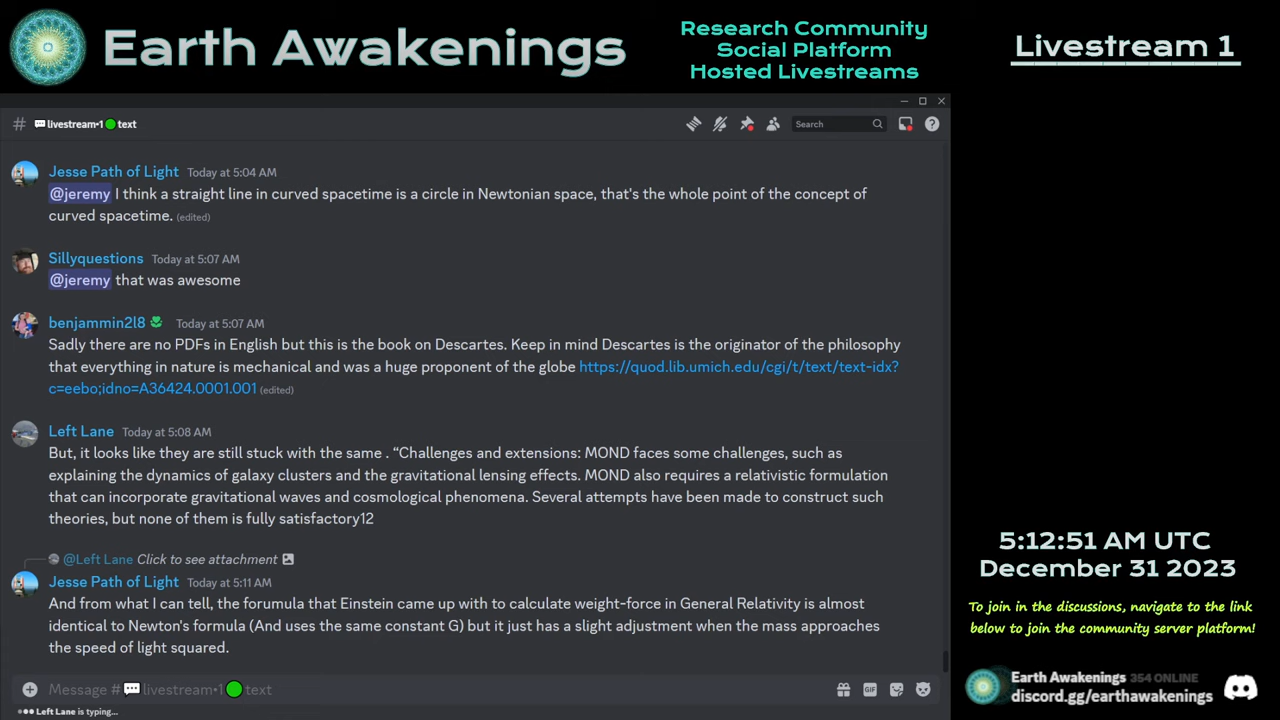 Earth Awakenings
Research Community
Social Platform
Hosted Livestreams
Livestream 1
# livestream•1 text
Search
Jesse Path of Light Today at 5:04 AM
@jeremy I think a straight line in curved spacetime is a circle in Newtonian space, that's the whole point of the concept of
curved spacetime. (edited)
Sillyquestions Today at 5:07 AM
@jeremy that was awesome
benjammin2l8 Today at 5:07 AM
Sadly there are no PDFs in English but this is the book on Descartes. Keep in mind Descartes is the originator of the philosophy
that everything in nature is mechanical and was a huge proponent of the globe https://quod.lib.umich.edu/cgi/t/text/text-idx?
c=eebo;idno=A36424.0001.001 (edited)
Left Lane Today at 5:08 AM
But, it looks like they are still stuck with the same . “Challenges and extensions: MOND faces some challenges, such as
explaining the dynamics of galaxy clusters and the gravitational lensing effects. MOND also requires a relativistic formulation
that can incorporate gravitational waves and cosmological phenomena. Several attempts have been made to construct such
theories, but none of them is fully satisfactory12
@Left Lane Click to see attachment
Jesse Path of Light Today at 5:11 AM
And from what I can tell, the forumula that Einstein came up with to calculate weight-force in General Relativity is almost
identical to Newton's formula (And uses the same constant G) but it just has a slight adjustment when the mass approaches
the speed of light squared.
Message # livestream•1 text
GIF
Left Lane is typing...
5:12:51 AM UTC
December 31 2023
To join in the discussions, navigate to the link
below to join the community server platform!
Earth Awakenings 354 ONLINE
discord.gg/earthawakenings